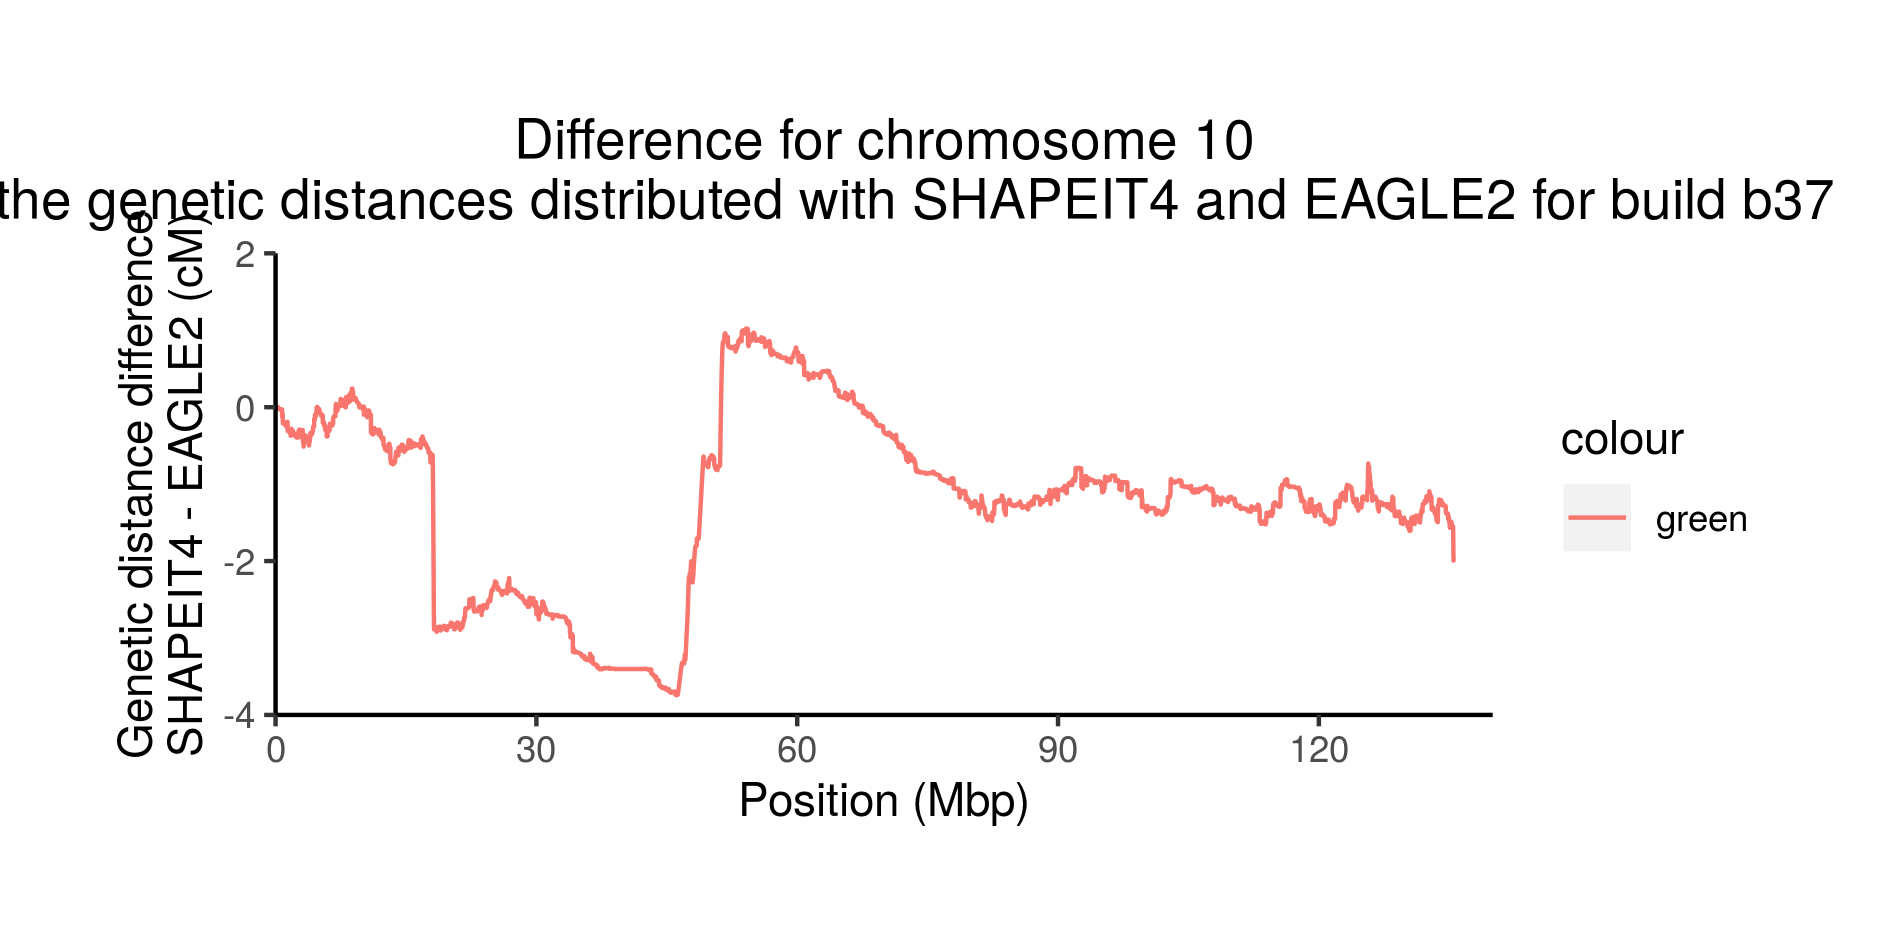 Difference for chromosome 10
the genetic distances distributed with SHAPEIT4 and EAGLE2 for build b37
Genetic distance difference
SHAPEIT4 - EAGLE2 (cM)
2
0
-2
-4
0 30 60 90 120
Position (Mbp)
colour
green